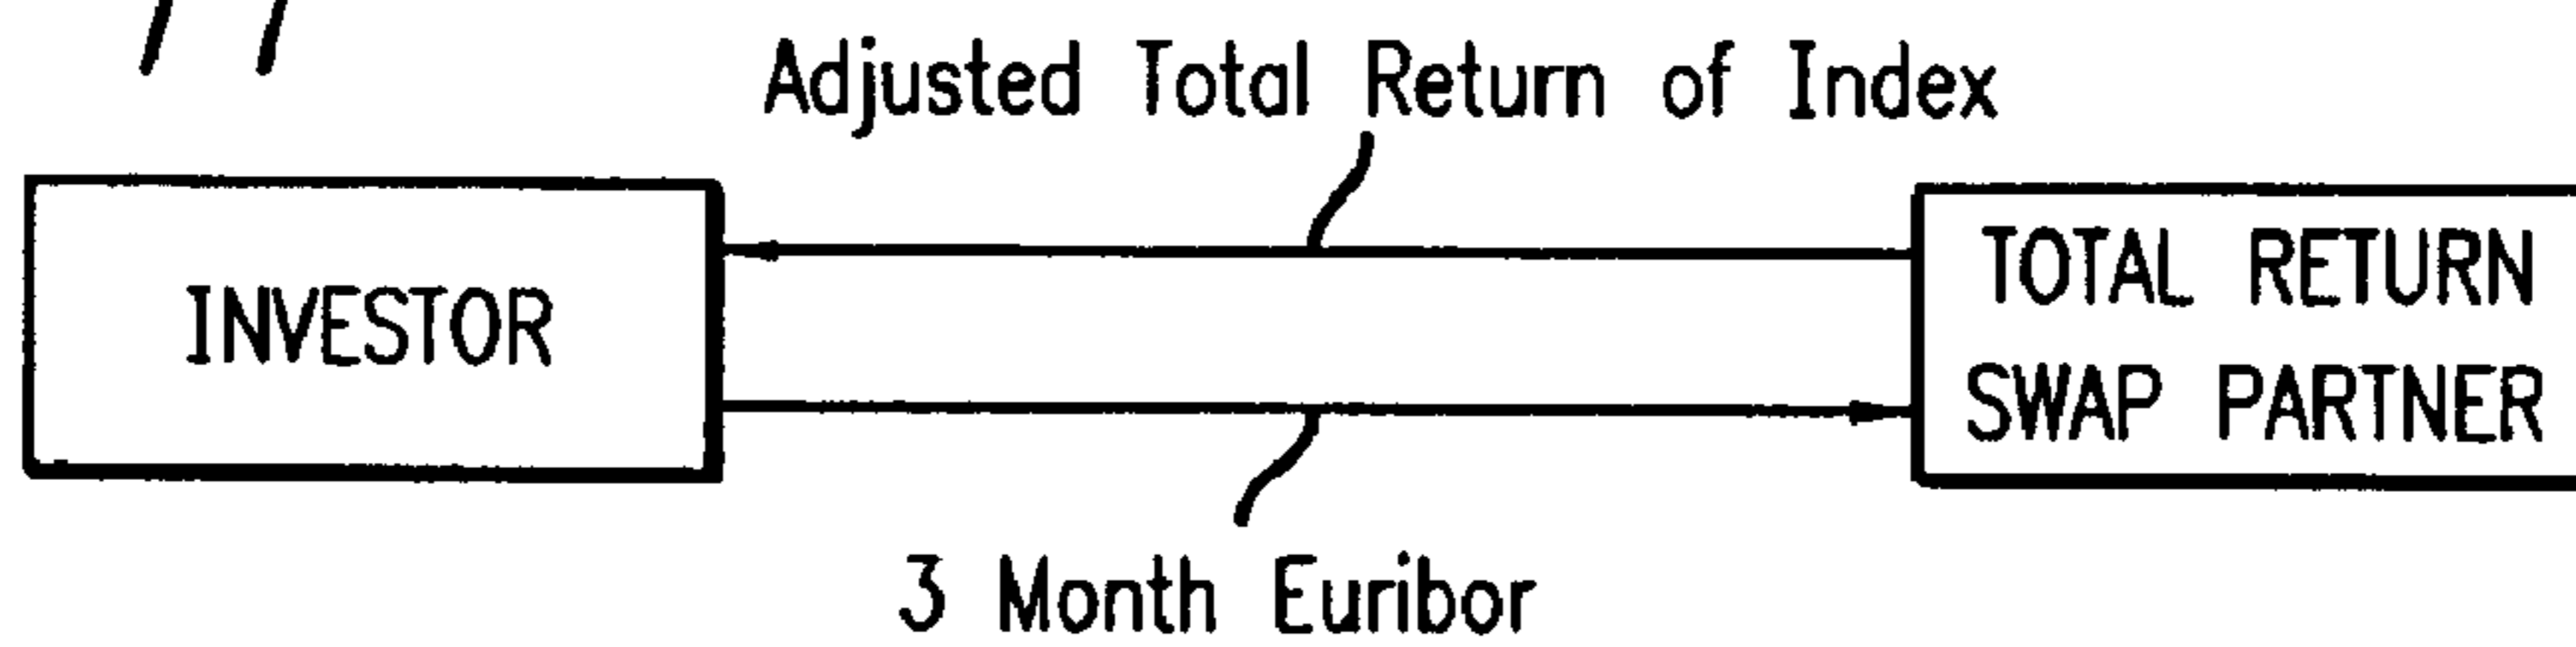 Adjusted Total Return of Index
INVESTOR
TOTAL RETURN
SWAP PARTNER
3 Month Euribor